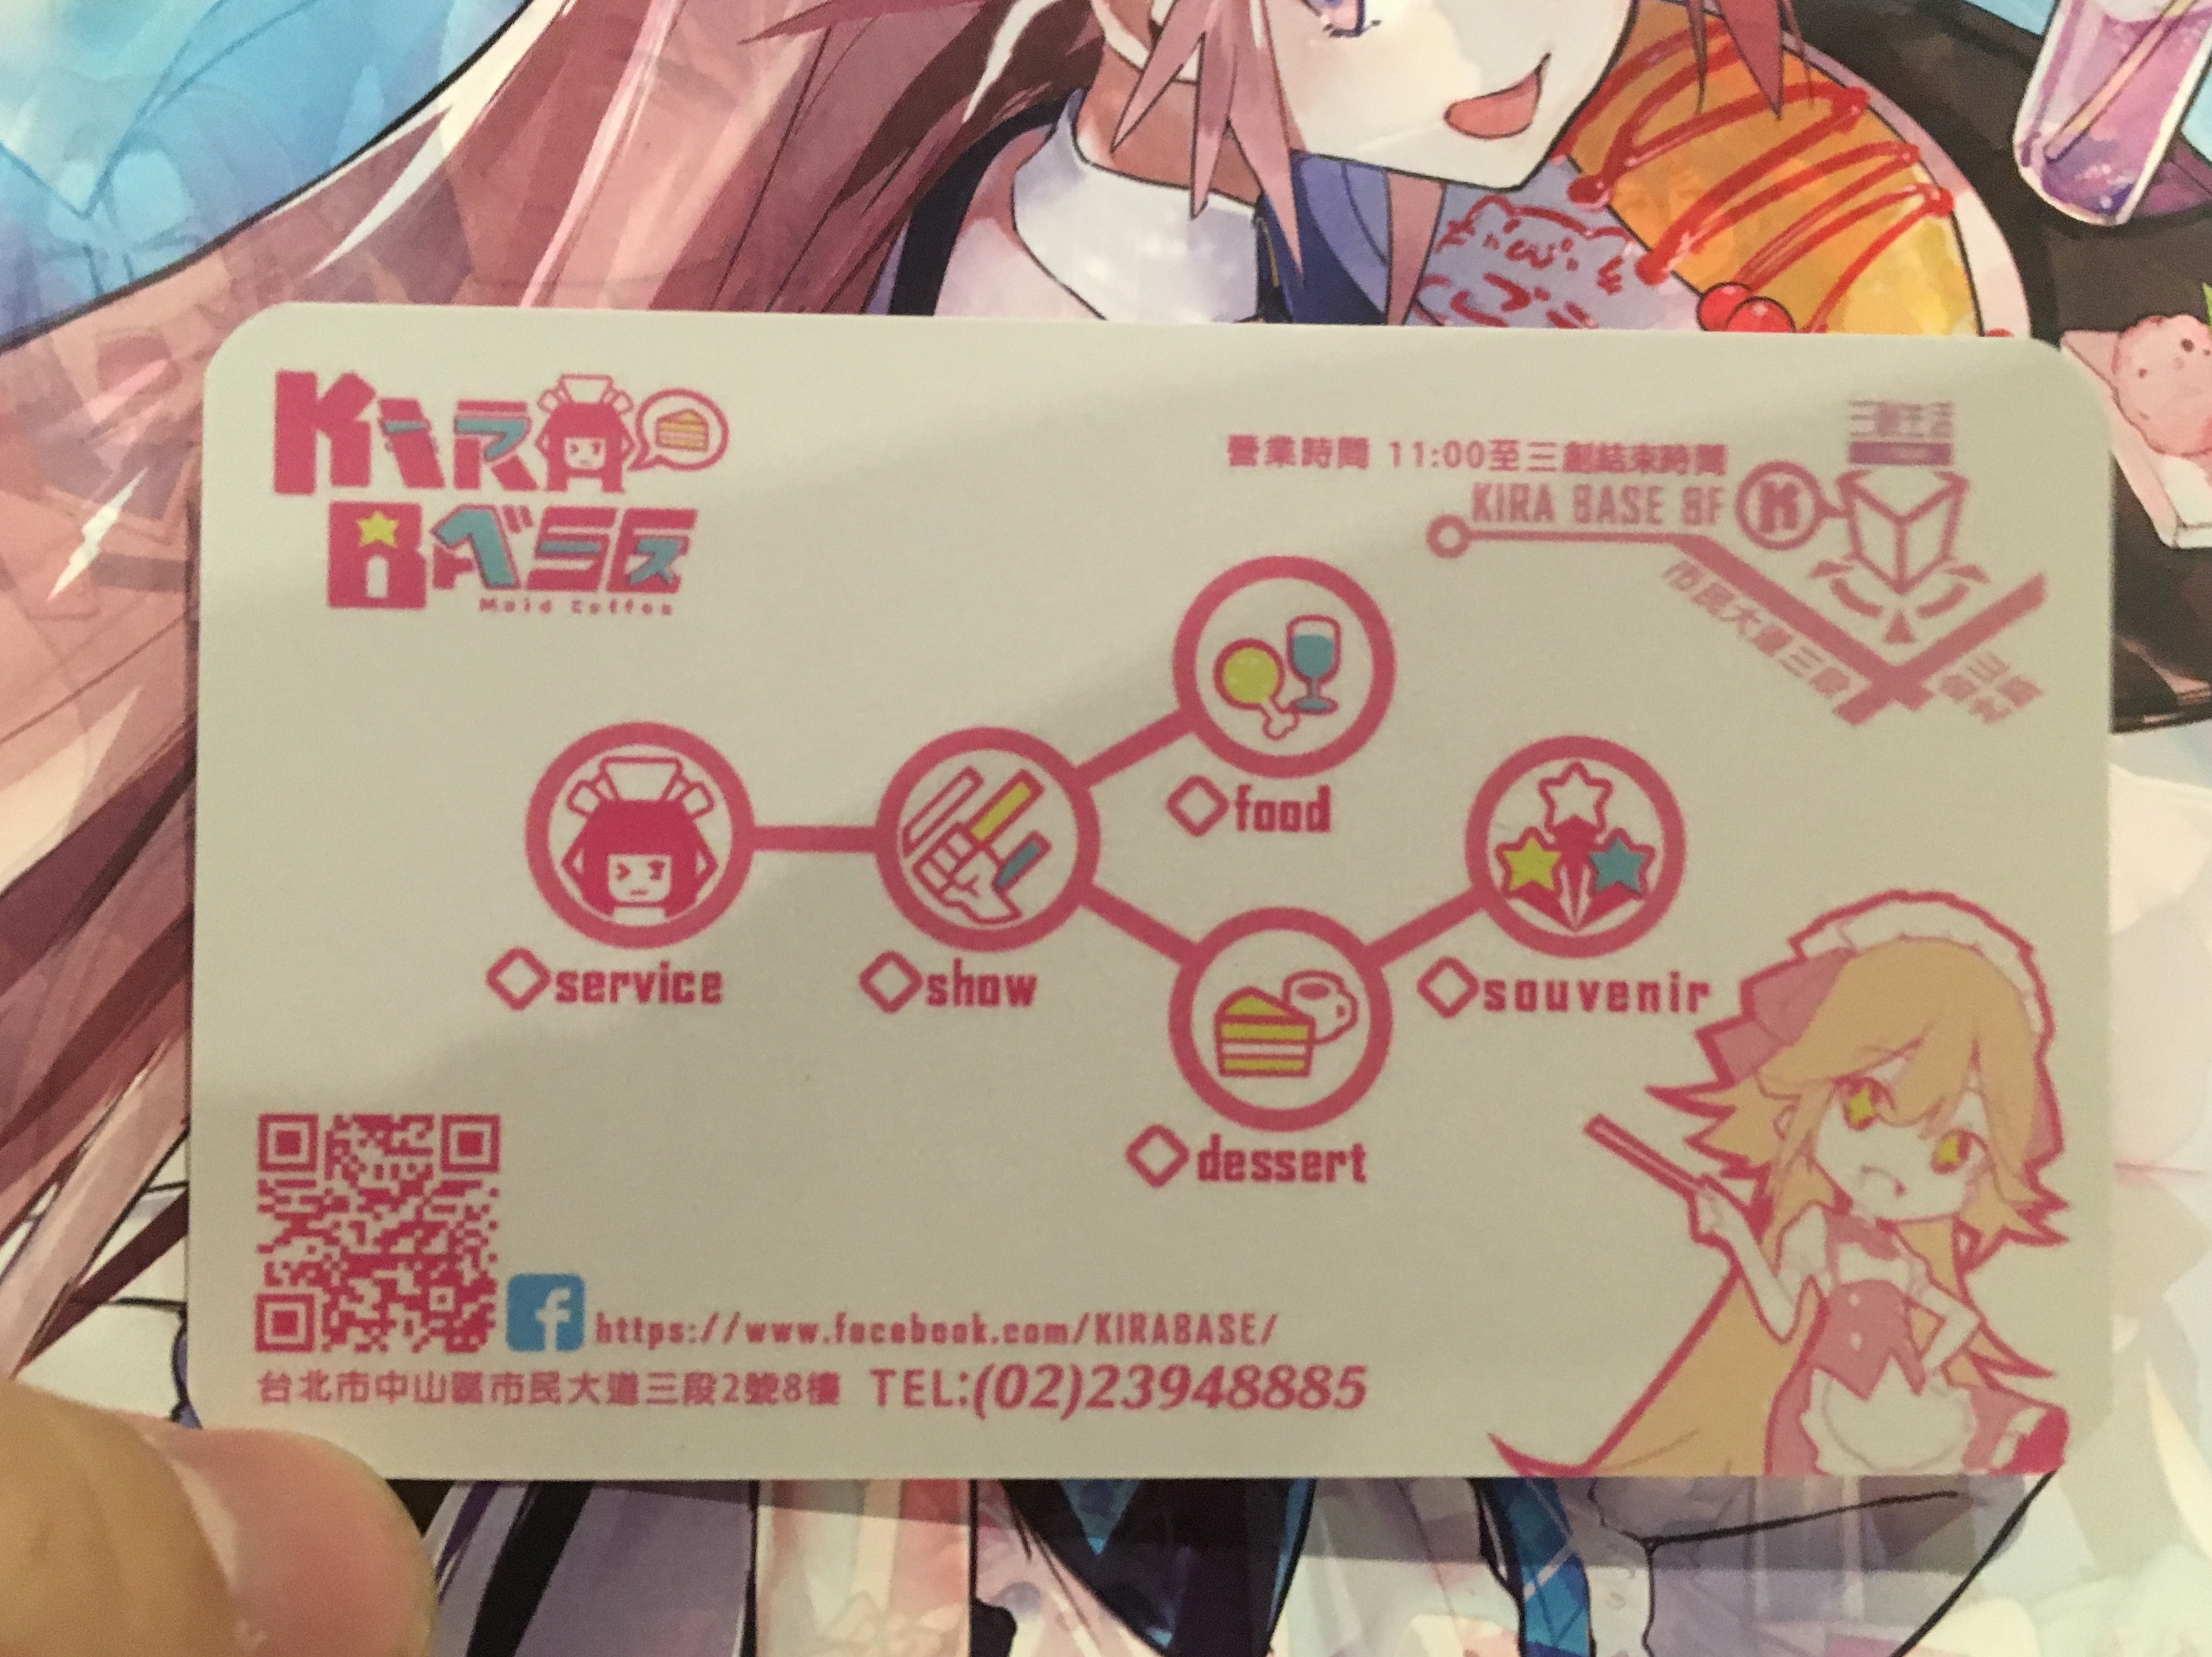 KiRA
BASE
ベース
Maid Coffee
營業時間 11:00至三創結束時間
KIRA BASE 8F
K
三創生活
市民大道三段
food
service
show
souvenir
dessert
f https://www.facebook.com/KIRABASE/
台北市中山區市民大道三段2號8樓 TEL:(02)23948885